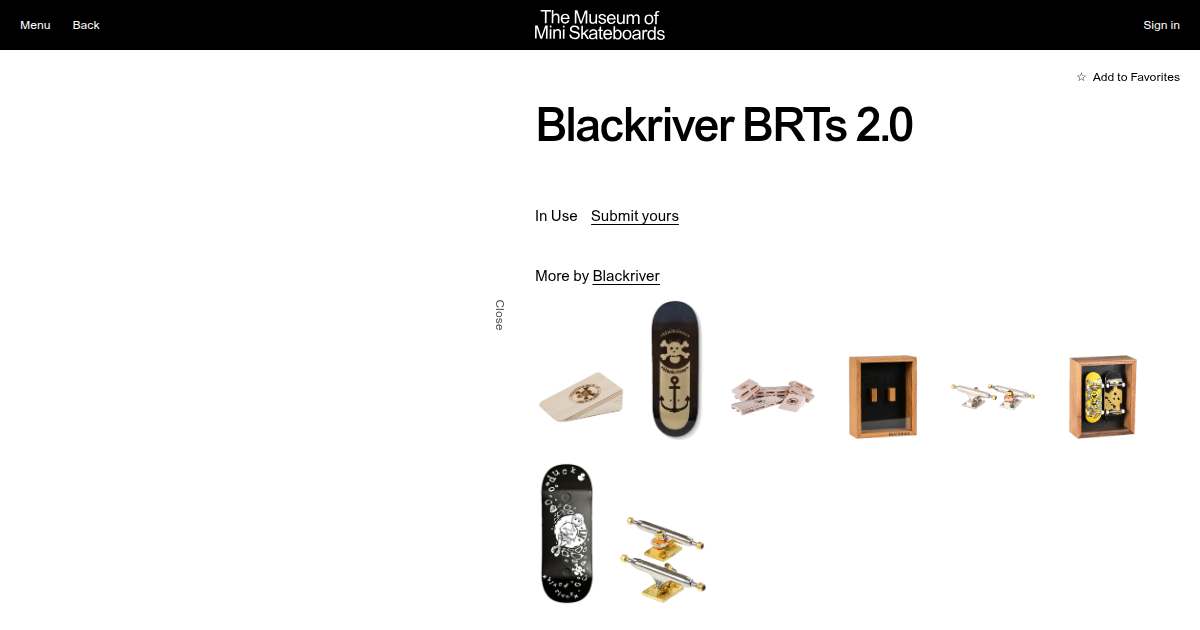 Menu
Back
The Museum of
Mini Skateboards
Sign in
☆ Add to Favorites
Blackriver BRTs 2.0
In Use
Submit yours
More by Blackriver
Close